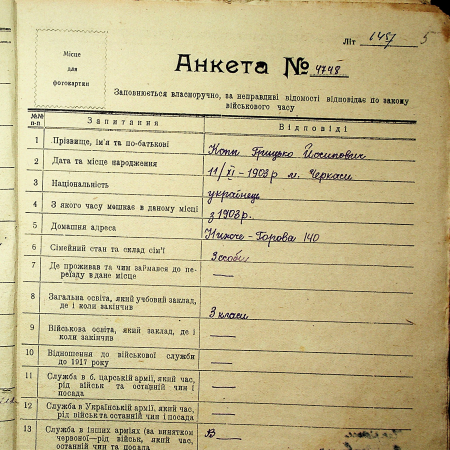 Літ 1457 5
Місце
для
фотокартки
Анкета № 4748
Заповнюється власноручно, за неправдиві відомості відповідає по закону
військового часу
№№ п-п Запитання Відповіді
1 Прізвище, ім'я та по-батькові Копп Грицько Йосипович
2 Дата та місце народження 11/XI - 1903 р м. Черкаси
3 Національність українець
4 З якого часу мешкає в даному місці з 1903 р.
5 Домашня адреса Нижче-Горова 140
6 Сімейний стан та склад сім'ї 3 особи
7 Де проживав та чим займався до пе-
реїзду в дане місце —
8 Загальна освіта, який учбовий заклад,
де і коли закінчив 3 класи
9 Військова освіта, який заклад, де і
коли закінчив —
10 Відношення до військової служби
до 1917 року —
11 Служба в б. царській армії, який час,
рід військ та останній чин і
посада —
12 Служба в Українській армії, який час,
рід військ та останній чин і посада —
13 Служба в інших арміях (за винятком
червоної—рід військ, який час,
останній чин та посада В —